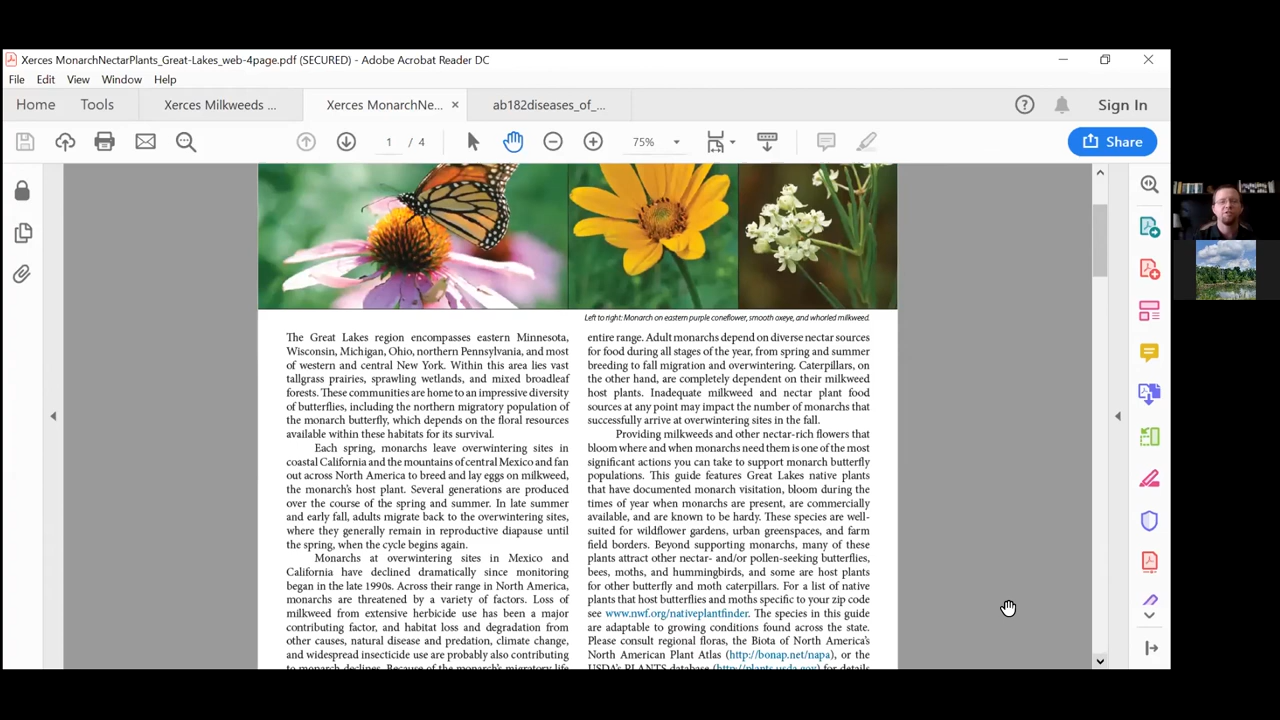 Xerces MonarchNectarPlants_Great-Lakes_web-4page.pdf (SECURED) - Adobe Acrobat Reader DC
File Edit View Window Help
Home Tools Xerces Milkweeds ... Xerces MonarchNe... × ab182diseases_of_... Sign In
1 / 4 75% Share
Left to right: Monarch on eastern purple coneflower, smooth oxeye, and whorled milkweed.
The Great Lakes region encompasses eastern Minnesota,
Wisconsin, Michigan, Ohio, northern Pennsylvania, and most
of western and central New York. Within this area lies vast
tallgrass prairies, sprawling wetlands, and mixed broadleaf
forests. These communities are home to an impressive diversity
of butterflies, including the northern migratory population of
the monarch butterfly, which depends on the floral resources
available within these habitats for its survival.
Each spring, monarchs leave overwintering sites in
coastal California and the mountains of central Mexico and fan
out across North America to breed and lay eggs on milkweed,
the monarch's host plant. Several generations are produced
over the course of the spring and summer. In late summer
and early fall, adults migrate back to the overwintering sites,
where they generally remain in reproductive diapause until
the spring, when the cycle begins again.
Monarchs at overwintering sites in Mexico and
California have declined dramatically since monitoring
began in the late 1990s. Across their range in North America,
monarchs are threatened by a variety of factors. Loss of
milkweed from extensive herbicide use has been a major
contributing factor, and habitat loss and degradation from
other causes, natural disease and predation, climate change,
and widespread insecticide use are probably also contributing
to monarch declines. Because of the monarch's migratory life
entire range. Adult monarchs depend on diverse nectar sources
for food during all stages of the year, from spring and summer
breeding to fall migration and overwintering. Caterpillars, on
the other hand, are completely dependent on their milkweed
host plants. Inadequate milkweed and nectar plant food
sources at any point may impact the number of monarchs that
successfully arrive at overwintering sites in the fall.
Providing milkweeds and other nectar-rich flowers that
bloom where and when monarchs need them is one of the most
significant actions you can take to support monarch butterfly
populations. This guide features Great Lakes native plants
that have documented monarch visitation, bloom during the
times of year when monarchs are present, are commercially
available, and are known to be hardy. These species are well-
suited for wildflower gardens, urban greenspaces, and farm
field borders. Beyond supporting monarchs, many of these
plants attract other nectar- and/or pollen-seeking butterflies,
bees, moths, and hummingbirds, and some are host plants
for other butterfly and moth caterpillars. For a list of native
plants that host butterflies and moths specific to your zip code
see www.nwf.org/nativeplantfinder. The species in this guide
are adaptable to growing conditions found across the state.
Please consult regional floras, the Biota of North America's
North American Plant Atlas (http://bonap.net/napa), or the
USDA's PLANTS database (http://plants.usda.gov) for details